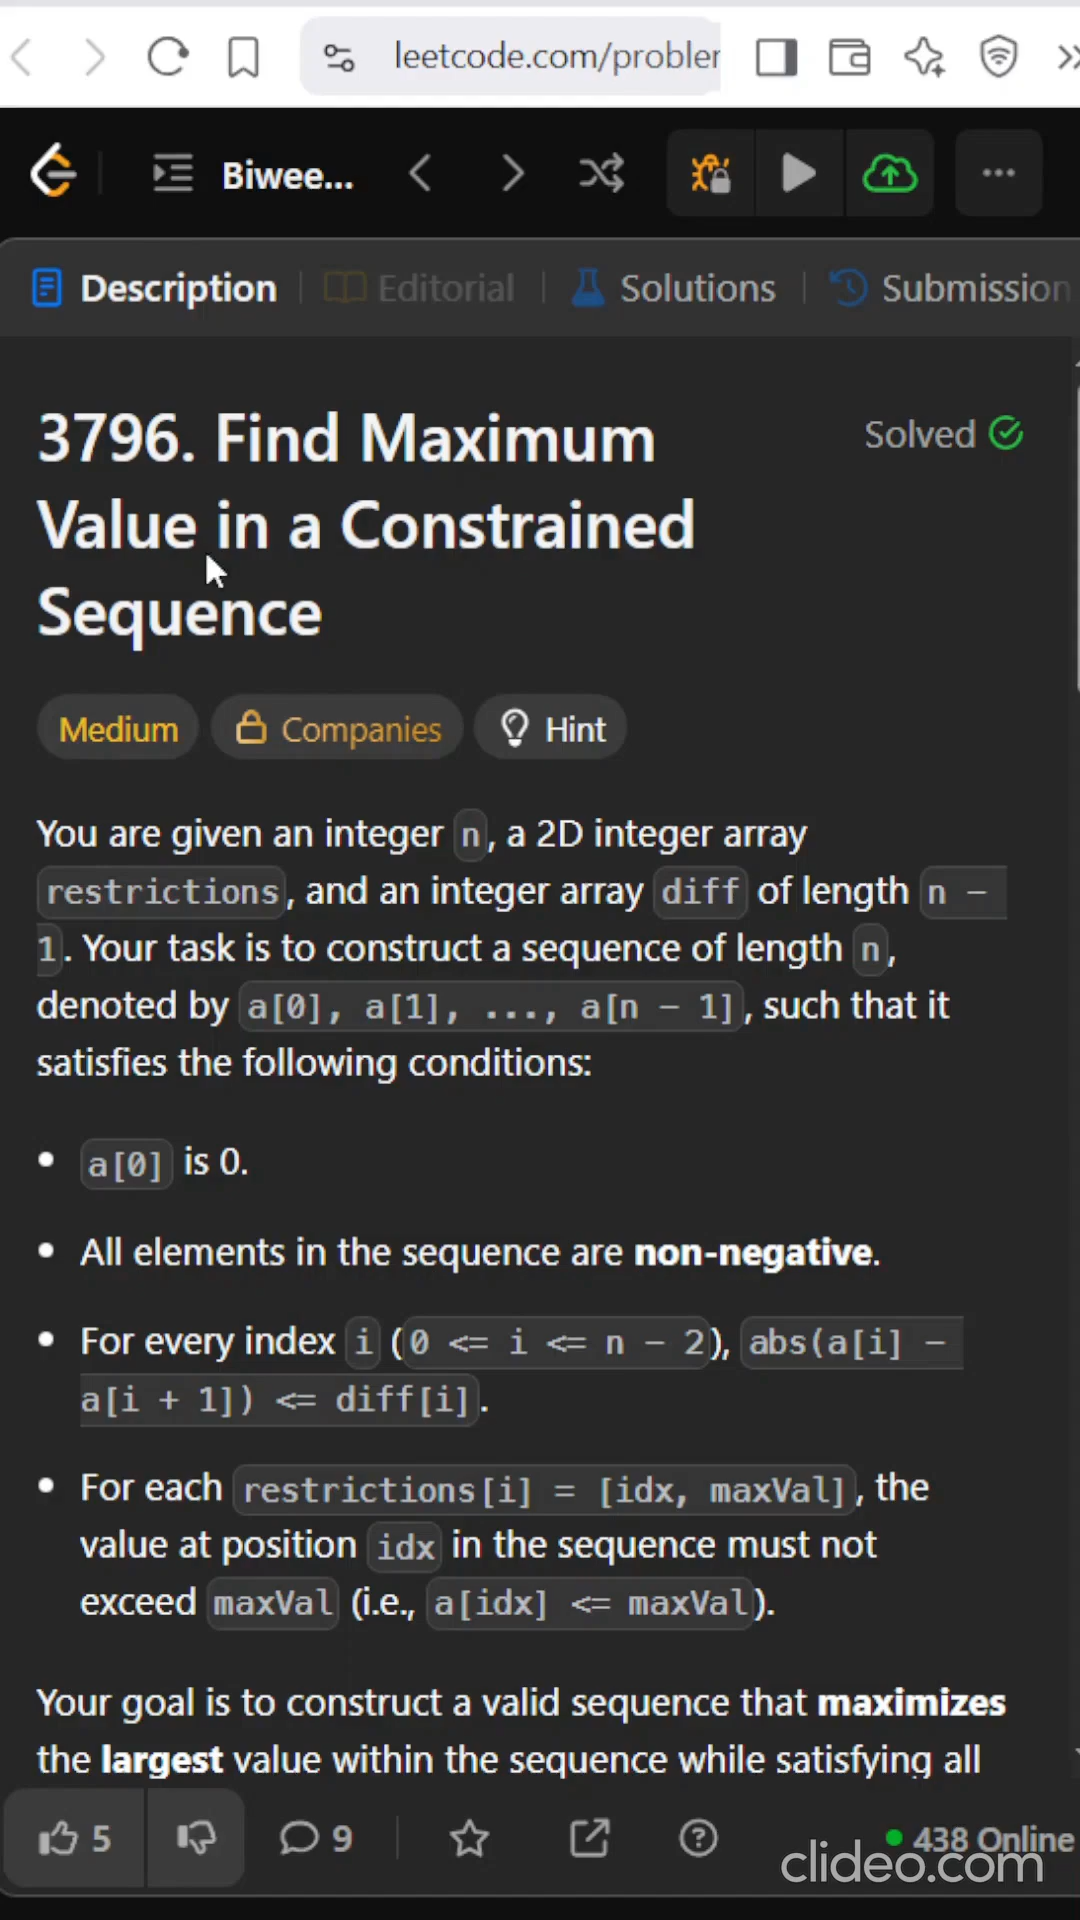 leetcode.com/probler
Biwee...
Description
Editorial
Solutions
Submission
3796. Find Maximum
Value in a Constrained
Sequence
Solved
Medium
Companies
Hint
You are given an integer n, a 2D integer array
restrictions, and an integer array diff of length n -
1. Your task is to construct a sequence of length n,
denoted by a[0], a[1], ..., a[n - 1], such that it
satisfies the following conditions:
• a[0] is 0.
• All elements in the sequence are non-negative.
• For every index i (0 <= i <= n - 2), abs(a[i] -
a[i + 1]) <= diff[i].
• For each restrictions[i] = [idx, maxVal], the
value at position idx in the sequence must not
exceed maxVal (i.e., a[idx] <= maxVal).
Your goal is to construct a valid sequence that maximizes
the largest value within the sequence while satisfying all
5
9
438 Online
clideo.com